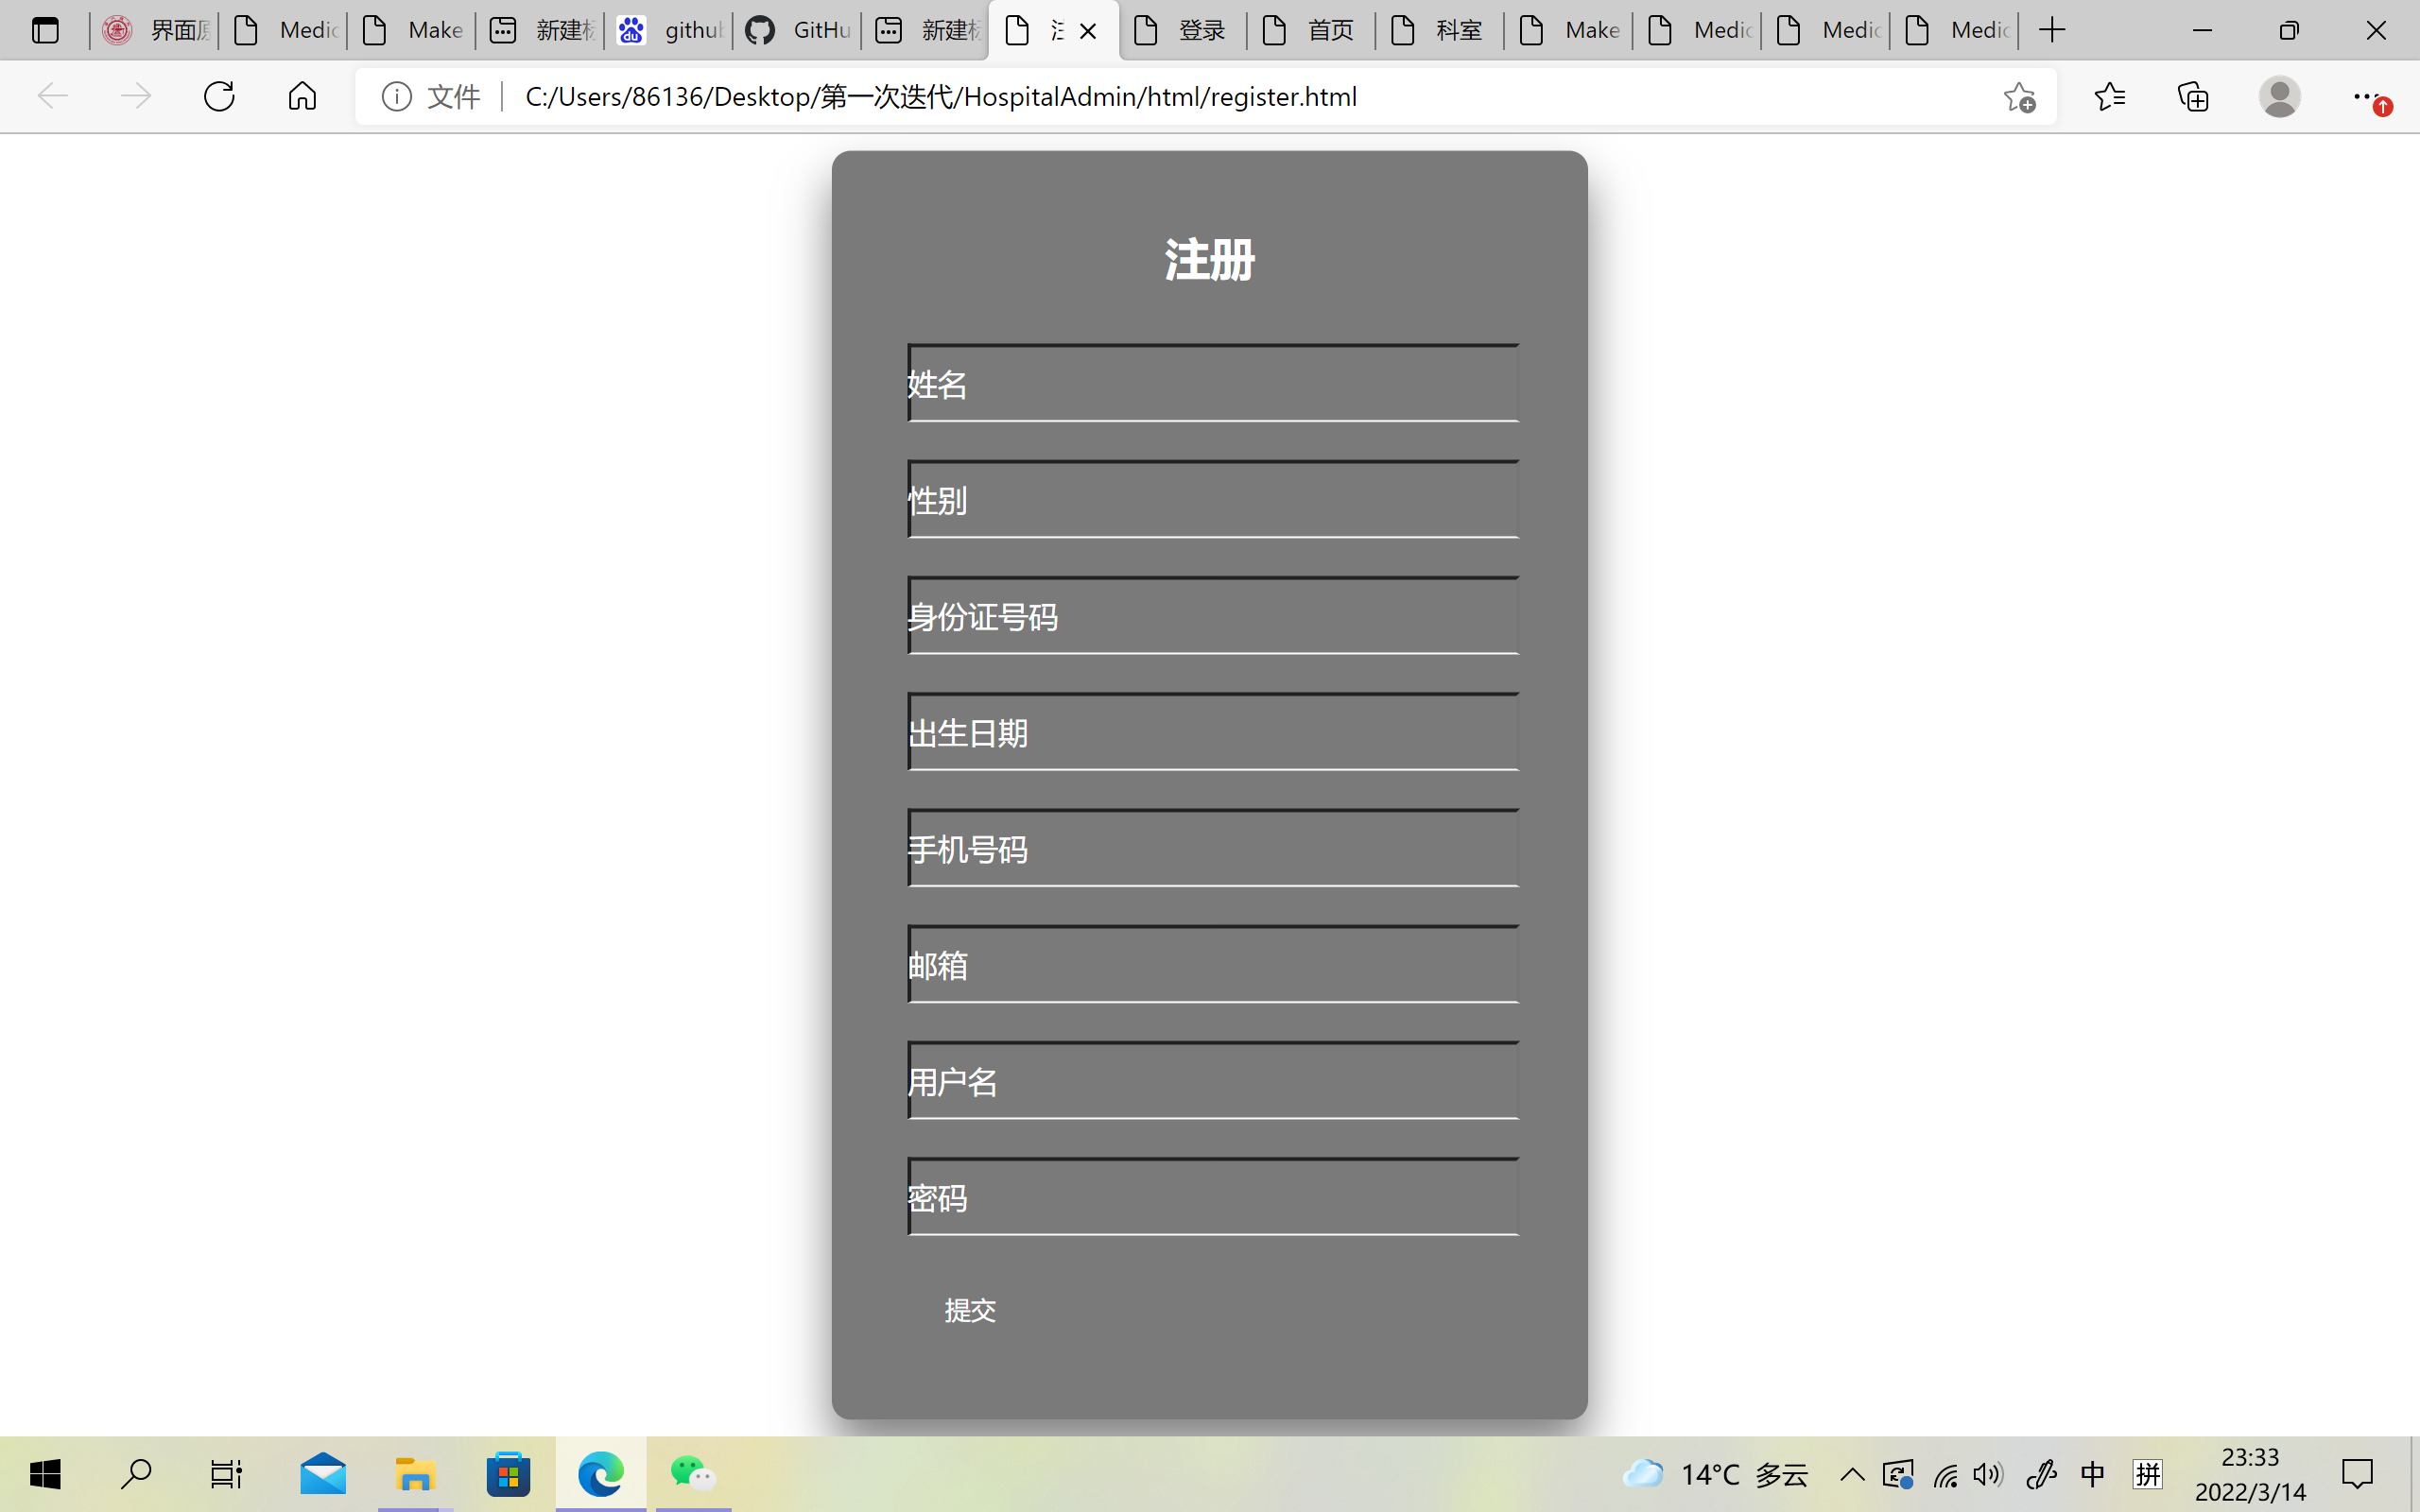 界面
Medic
Make
新建
github
GitHu
新建
登录
首页
科室
Make
Medic
Medic
Medic
文件
C:/Users/86136/Desktop/第一次迭代/HospitalAdmin/html/register.html
注册
姓名
性别
身份证号码
出生日期
手机号码
邮箱
用户名
密码
提交
14°C 多云
中
拼
23:33
2022/3/14